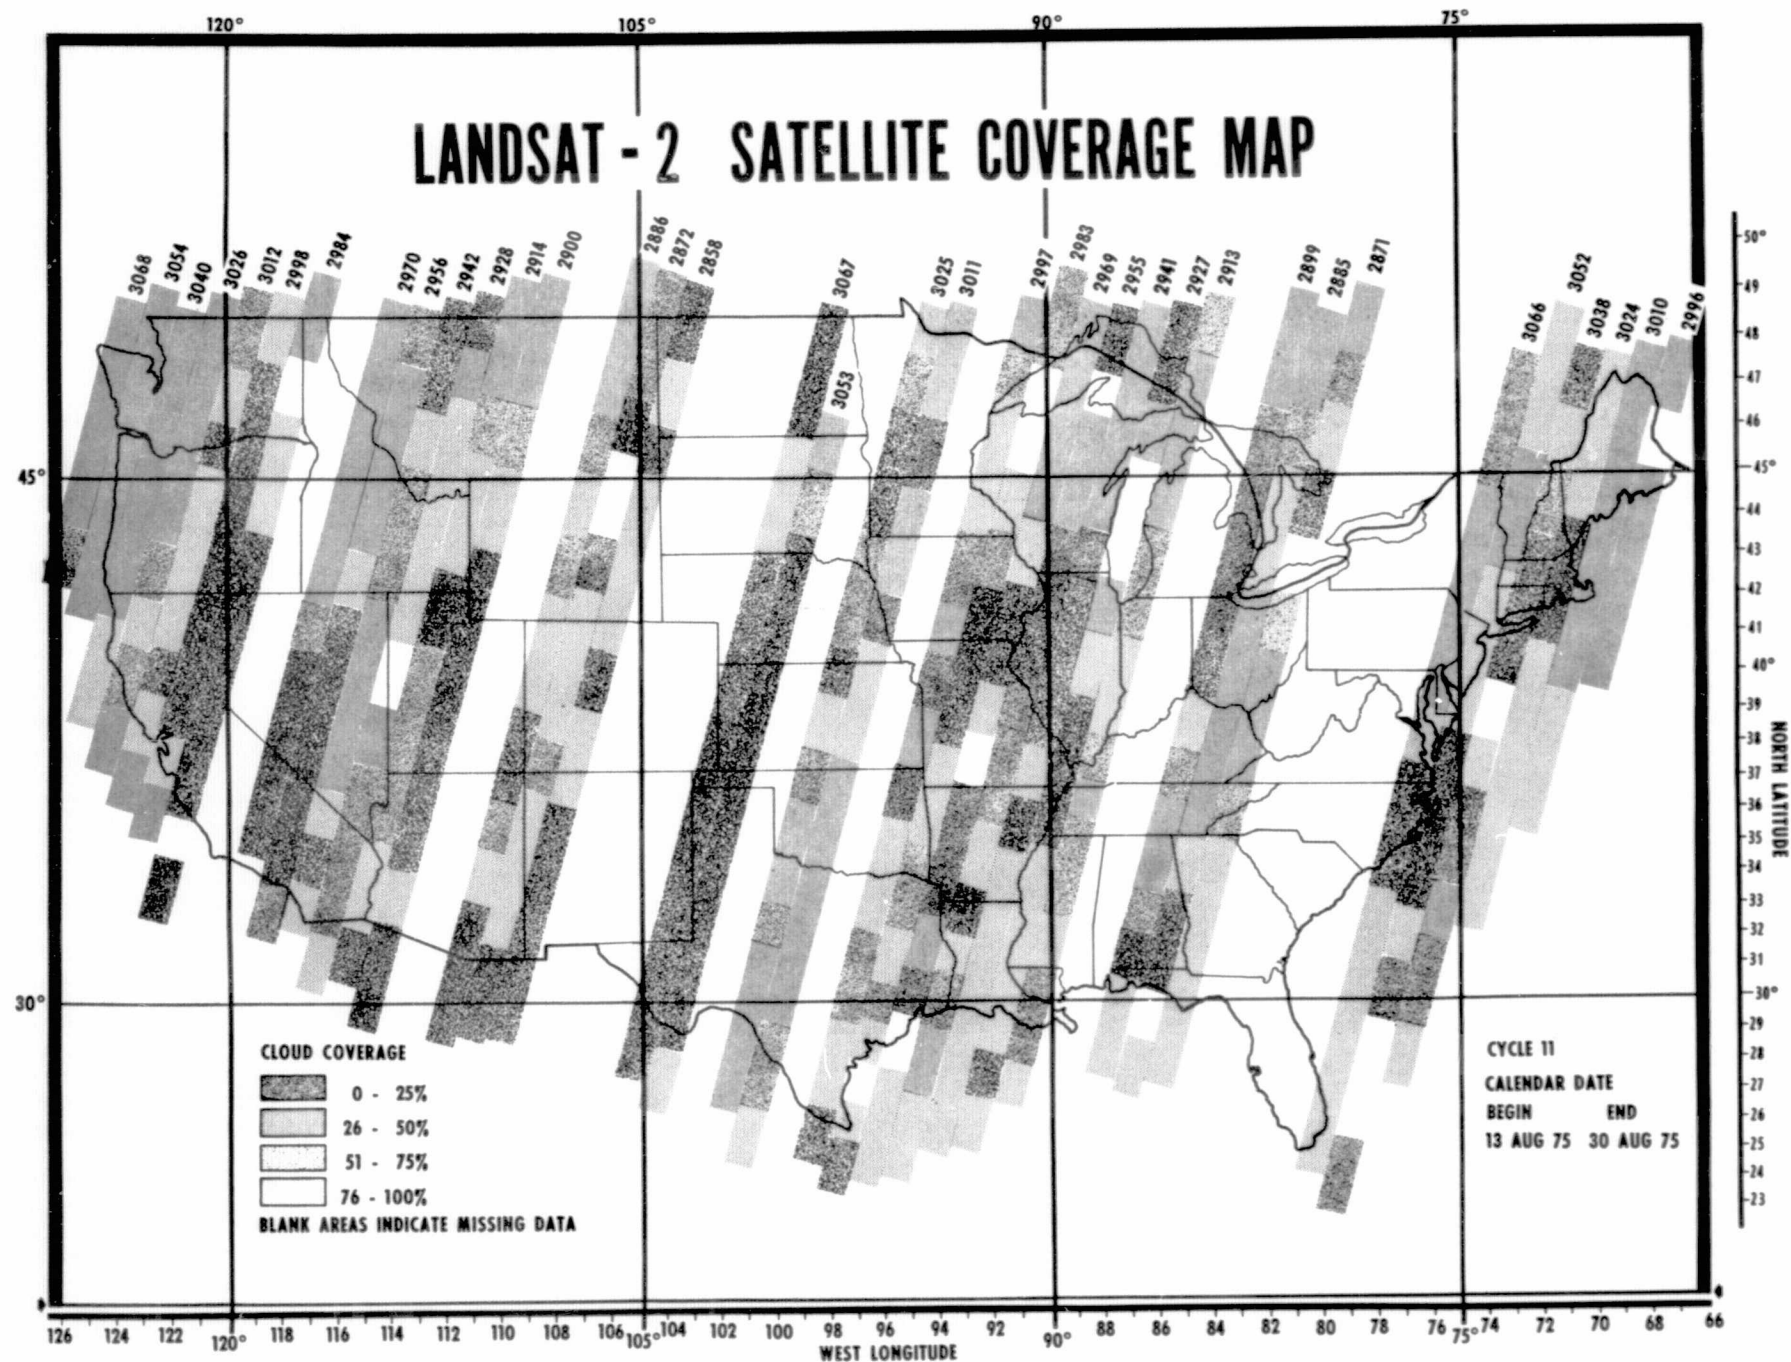 120° 105° 90° 75°
LANDSAT - 2 SATELLITE COVERAGE MAP
3068 3054 3040 3026 3012 2998 2984 2970 2956 2942 2928 2914 2900 2886 2872 2858 3067 3025 3011 2997 2983 2969 2955 2941 2927 2913 2899 2885 2871 3066 3052 3038 3024 3010 2996
3053
45°
30°
50°
49
48
47
46
45°
44
43
42
41
40°
39
38
37
36
35
34
33
32
31
30°
29
28
27
26
25
24
23
NORTH LATITUDE
CLOUD COVERAGE
0 - 25%
26 - 50%
51 - 75%
76 - 100%
BLANK AREAS INDICATE MISSING DATA
CYCLE 11
CALENDAR DATE
BEGIN END
13 AUG 75 30 AUG 75
126 124 122 120° 118 116 114 112 110 108 106 105° 104 102 100 98 96 94 92 90° 88 86 84 82 80 78 76 75° 74 72 70 68 66
WEST LONGITUDE